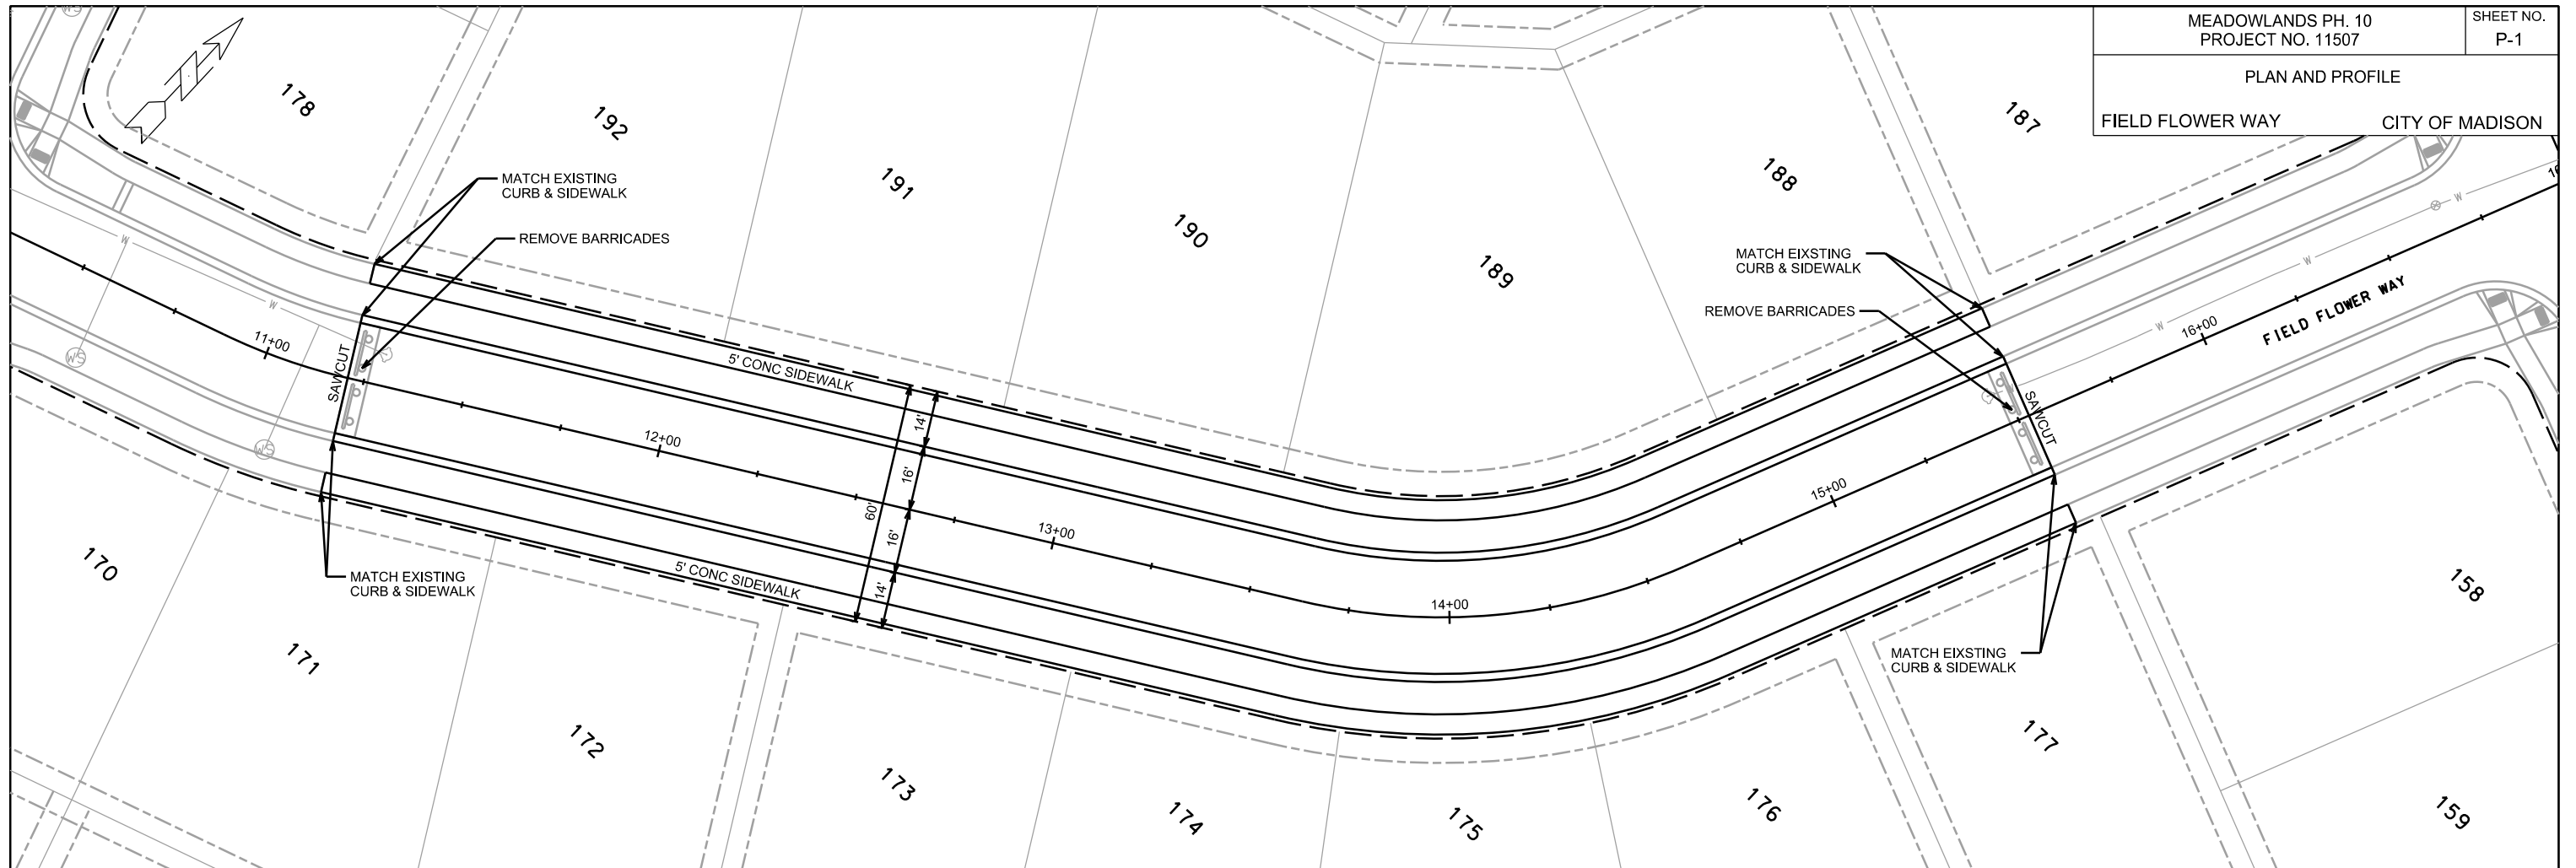 MEADOWLANDS PH. 10
PROJECT NO. 11507
SHEET NO.
P-1
PLAN AND PROFILE
FIELD FLOWER WAY
CITY OF MADISON
WS
178
192
191
190
189
188
187
MATCH EXISTING
CURB & SIDEWALK
REMOVE BARRICADES
MATCH EIXSTING
CURB & SIDEWALK
REMOVE BARRICADES
W
W
W
W
W
11+00
12+00
13+00
14+00
15+00
16+00
FIELD FLOWER WAY
SAWCUT
SAWCUT
5' CONC SIDEWALK
5' CONC SIDEWALK
14'
16'
60'
16'
14'
WS
WS
MATCH EXISTING
CURB & SIDEWALK
MATCH EIXSTING
CURB & SIDEWALK
170
171
172
173
174
175
176
177
158
159